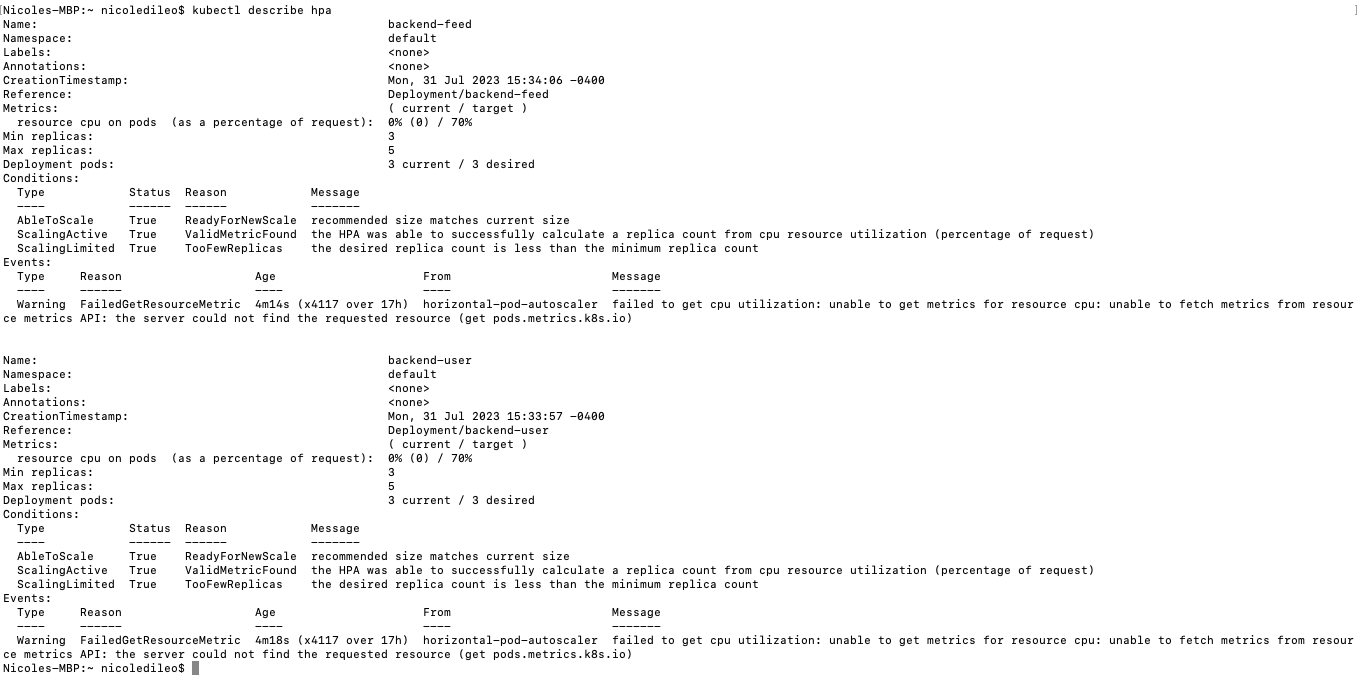 [Nicoles-MBP:~ nicoledileo$ kubectl describe hpa ]
Name: backend-feed
Namespace: default
Labels: <none>
Annotations: <none>
CreationTimestamp: Mon, 31 Jul 2023 15:34:06 -0400
Reference: Deployment/backend-feed
Metrics: ( current / target )
  resource cpu on pods  (as a percentage of request):  0% (0) / 70%
Min replicas: 3
Max replicas: 5
Deployment pods: 3 current / 3 desired
Conditions:
  Type            Status  Reason            Message
  ----            ------  ------            -------
  AbleToScale     True    ReadyForNewScale  recommended size matches current size
  ScalingActive   True    ValidMetricFound  the HPA was able to successfully calculate a replica count from cpu resource utilization (percentage of request)
  ScalingLimited  True    TooFewReplicas    the desired replica count is less than the minimum replica count
Events:
  Type     Reason                   Age                     From                       Message
  ----     ------                   ----                    ----                       -------
  Warning  FailedGetResourceMetric  4m14s (x4117 over 17h)  horizontal-pod-autoscaler  failed to get cpu utilization: unable to get metrics for resource cpu: unable to fetch metrics from resour
ce metrics API: the server could not find the requested resource (get pods.metrics.k8s.io)
Name: backend-user
Namespace: default
Labels: <none>
Annotations: <none>
CreationTimestamp: Mon, 31 Jul 2023 15:33:57 -0400
Reference: Deployment/backend-user
Metrics: ( current / target )
  resource cpu on pods  (as a percentage of request):  0% (0) / 70%
Min replicas: 3
Max replicas: 5
Deployment pods: 3 current / 3 desired
Conditions:
  Type            Status  Reason            Message
  ----            ------  ------            -------
  AbleToScale     True    ReadyForNewScale  recommended size matches current size
  ScalingActive   True    ValidMetricFound  the HPA was able to successfully calculate a replica count from cpu resource utilization (percentage of request)
  ScalingLimited  True    TooFewReplicas    the desired replica count is less than the minimum replica count
Events:
  Type     Reason                   Age                     From                       Message
  ----     ------                   ----                    ----                       -------
  Warning  FailedGetResourceMetric  4m18s (x4117 over 17h)  horizontal-pod-autoscaler  failed to get cpu utilization: unable to get metrics for resource cpu: unable to fetch metrics from resour
ce metrics API: the server could not find the requested resource (get pods.metrics.k8s.io)
Nicoles-MBP:~ nicoledileo$